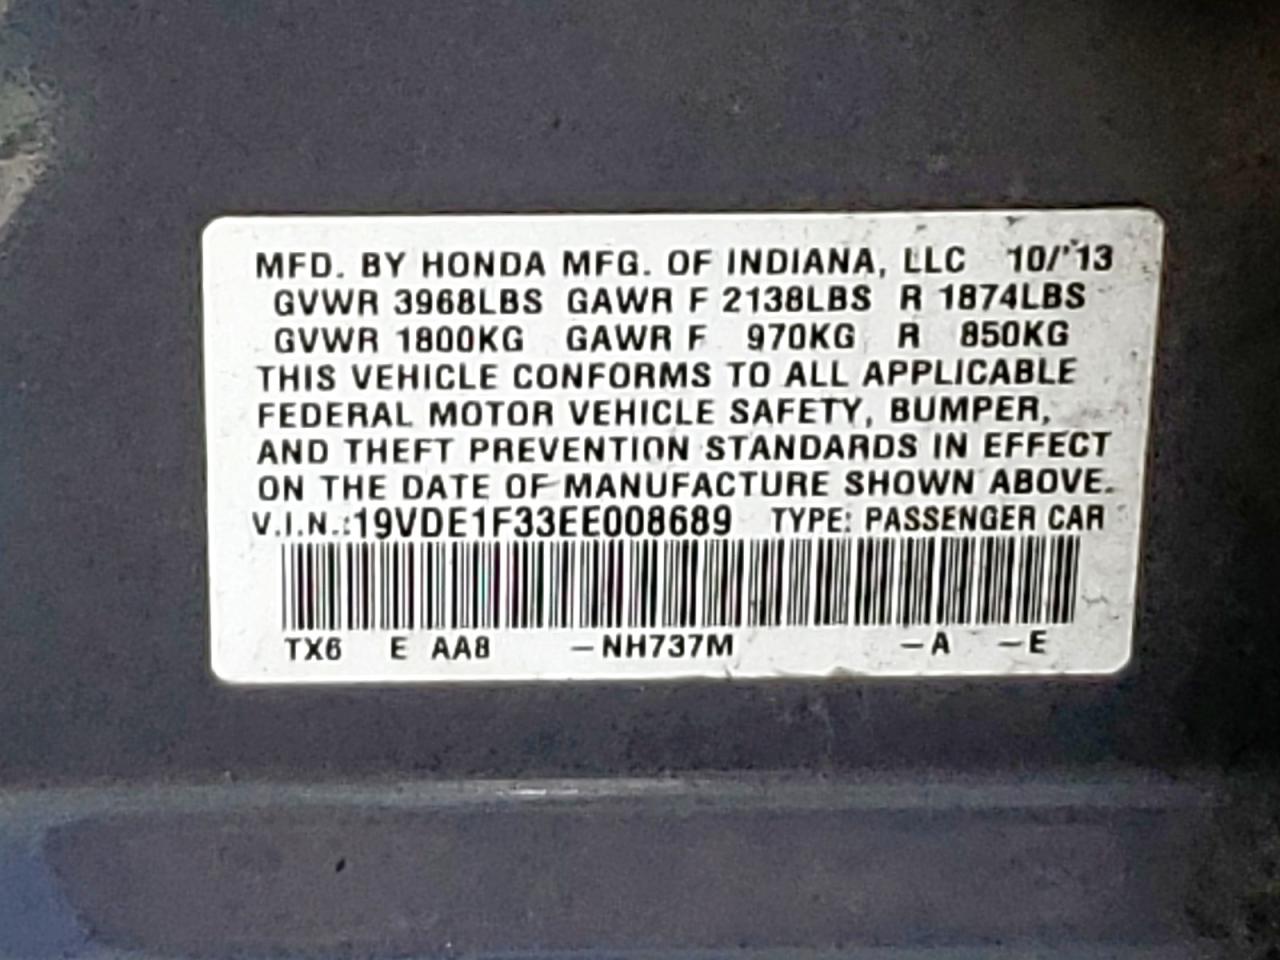 MFD. BY HONDA MFG. OF INDIANA, LLC 10/'13
GVWR 3968LBS GAWR F 2138LBS R 1874LBS
GVWR 1800KG GAWR F 970KG R 850KG
THIS VEHICLE CONFORMS TO ALL APPLICABLE
FEDERAL MOTOR VEHICLE SAFETY, BUMPER,
AND THEFT PREVENTION STANDARDS IN EFFECT
ON THE DATE OF MANUFACTURE SHOWN ABOVE.
V.I.N.:19VDE1F33EE008689 TYPE: PASSENGER CAR
TX6 E AA8 –NH737M –A –E